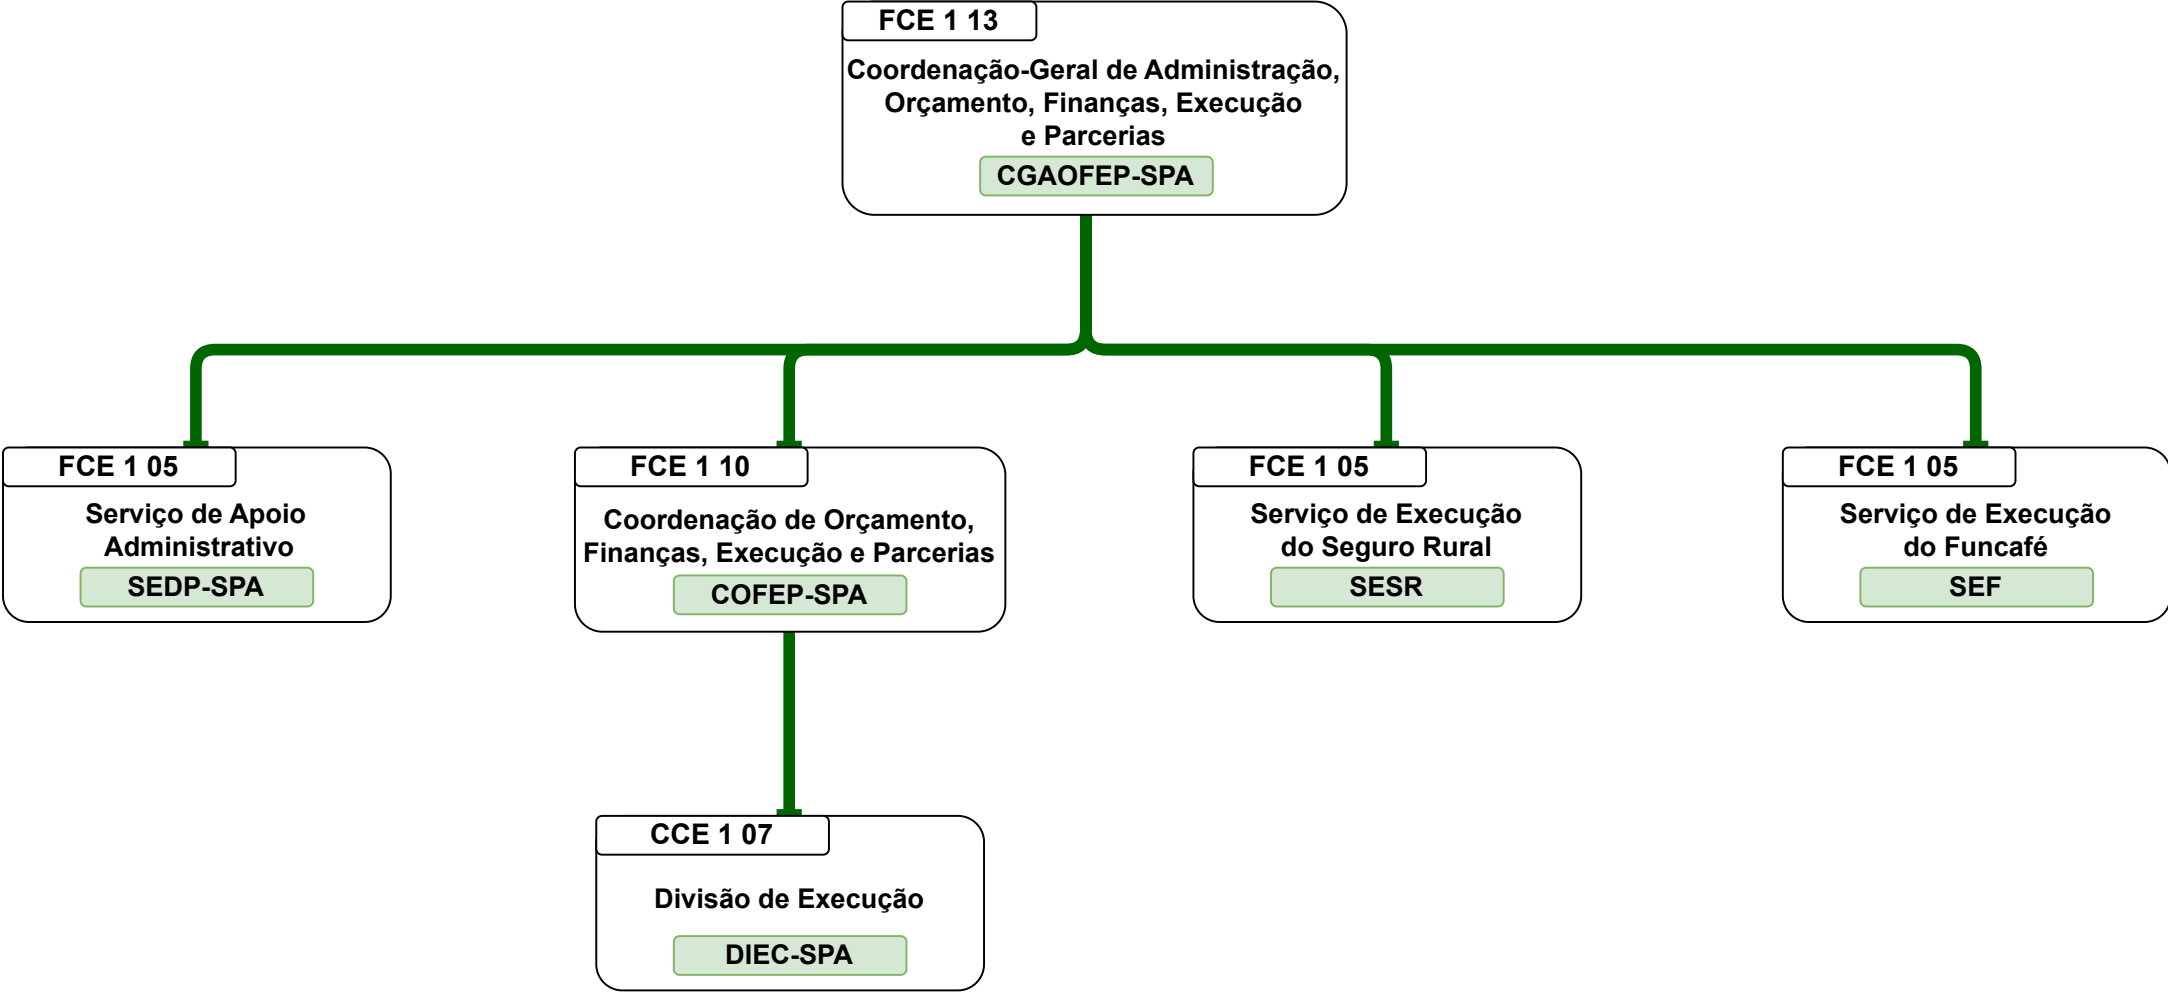 FCE 1 13
Coordenação-Geral de Administração,
Orçamento, Finanças, Execução
e Parcerias
CGAOFEP-SPA
FCE 1 05
Serviço de Apoio
Administrativo
SEDP-SPA
FCE 1 10
Coordenação de Orçamento,
Finanças, Execução e Parcerias
COFEP-SPA
FCE 1 05
Serviço de Execução
do Seguro Rural
SESR
FCE 1 05
Serviço de Execução
do Funcafé
SEF
CCE 1 07
Divisão de Execução
DIEC-SPA